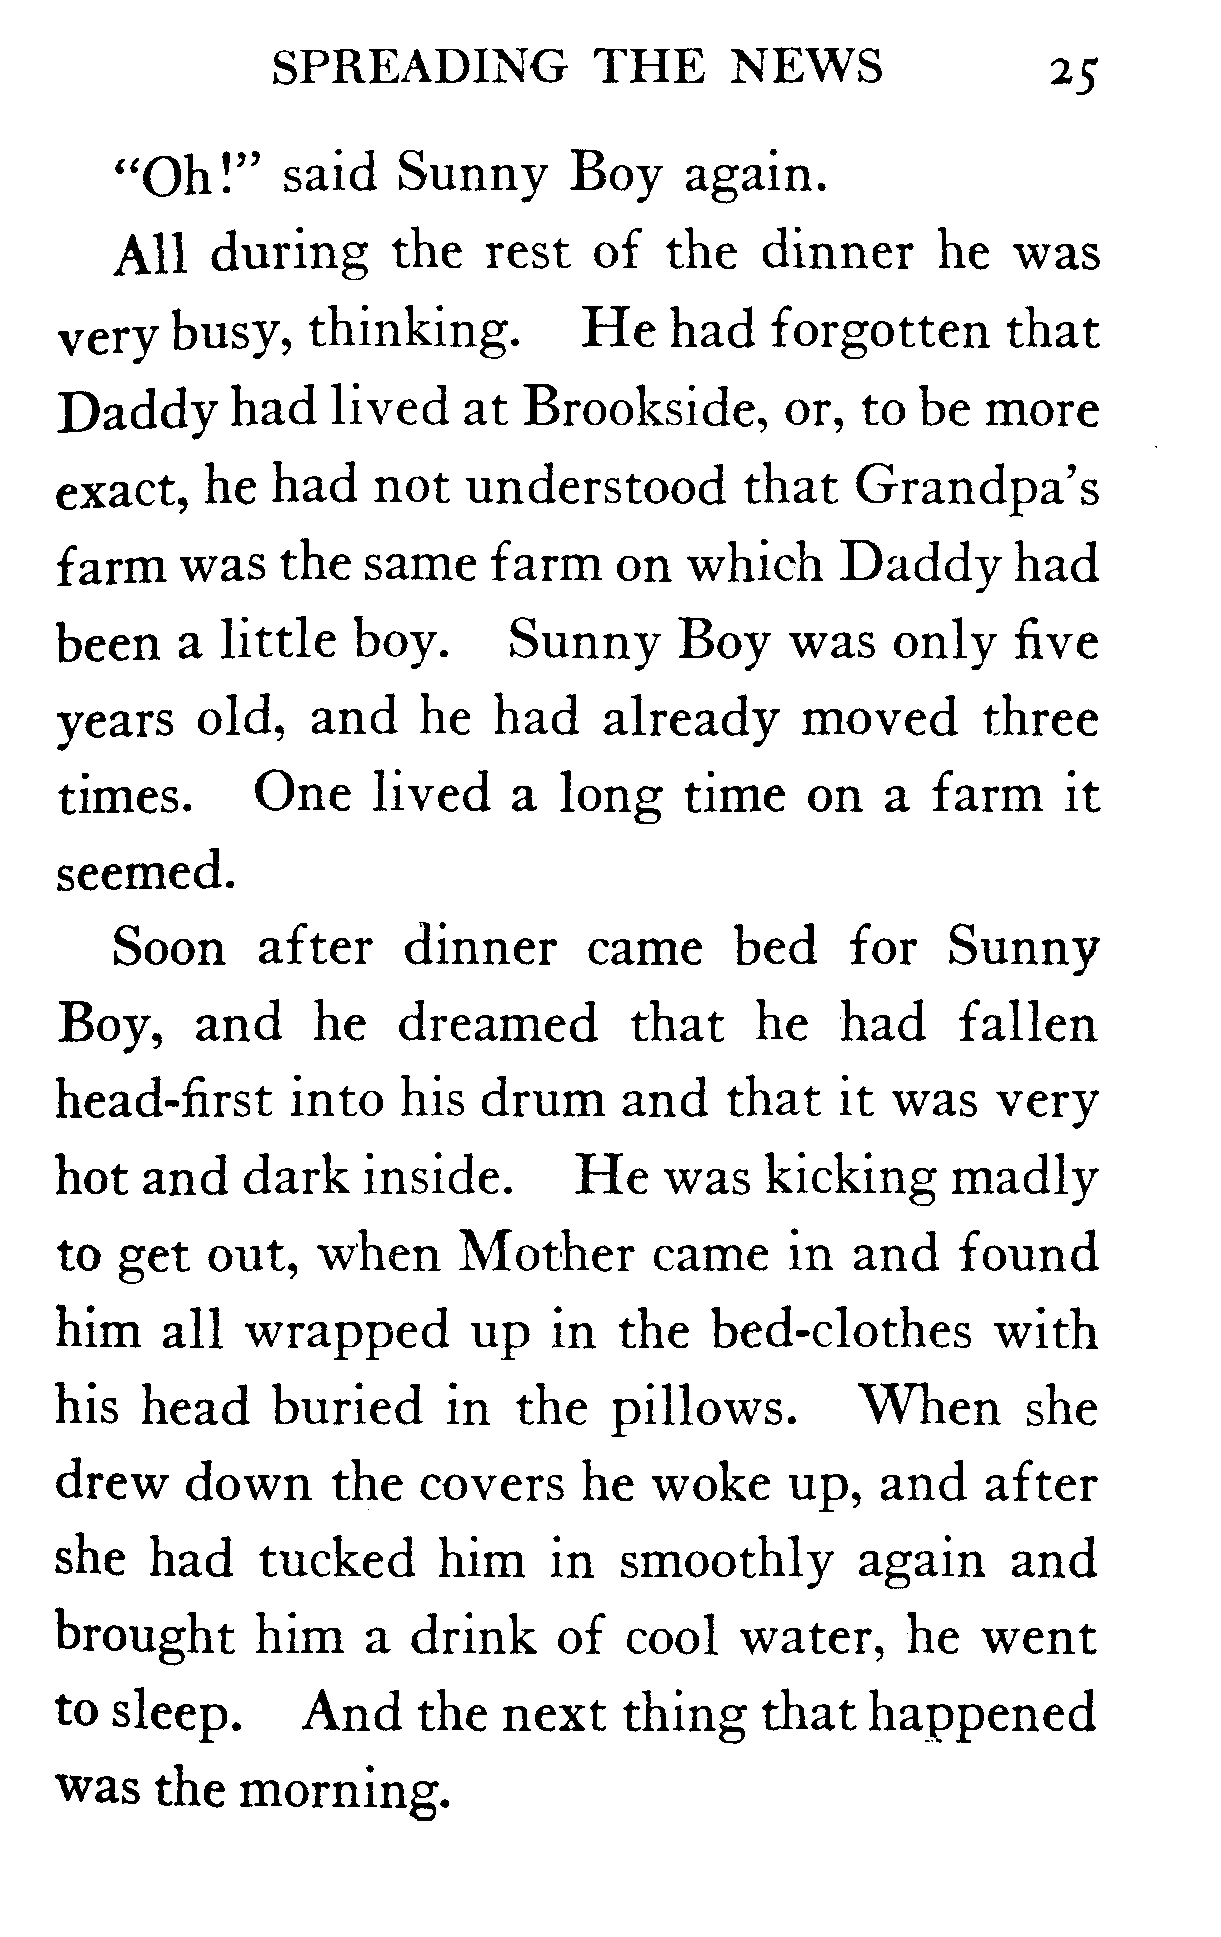 SPREADING THE NEWS 25
"Oh!" said Sunny Boy again.
All during the rest of the dinner he was
very busy, thinking. He had forgotten that
Daddy had lived at Brookside, or, to be more
exact, he had not understood that Grandpa's
farm was the same farm on which Daddy had
been a little boy. Sunny Boy was only five
years old, and he had already moved three
times. One lived a long time on a farm it
seemed.
Soon after dinner came bed for Sunny
Boy, and he dreamed that he had fallen
head-first into his drum and that it was very
hot and dark inside. He was kicking madly
to get out, when Mother came in and found
him all wrapped up in the bed-clothes with
his head buried in the pillows. When she
drew down the covers he woke up, and after
she had tucked him in smoothly again and
brought him a drink of cool water, he went
to sleep. And the next thing that happened
was the morning.